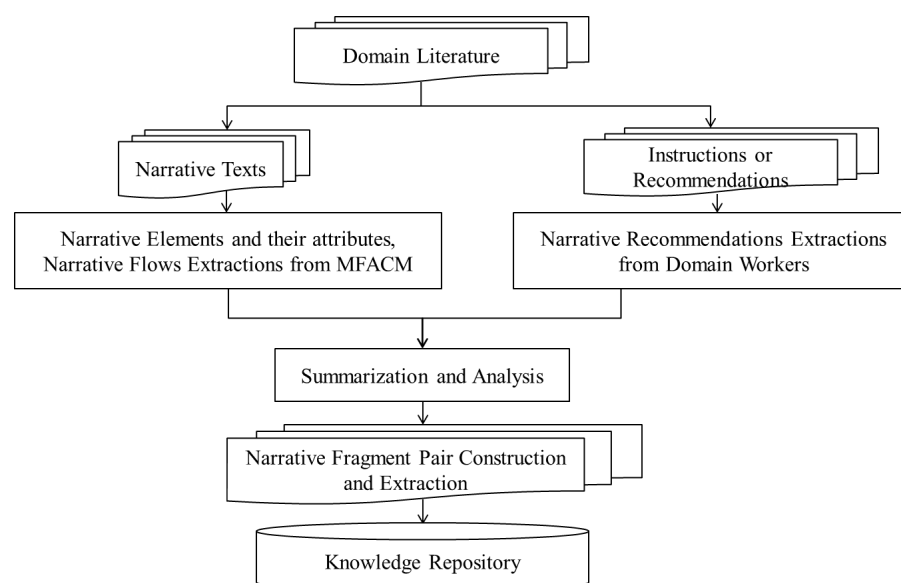 Domain Literature
Narrative Texts
Instructions or
Recommendations
Narrative Elements and their attributes,
Narrative Flows Extractions from MFACM
Narrative Recommendations Extractions
from Domain Workers
Summarization and Analysis
Narrative Fragment Pair Construction
and Extraction
Knowledge Repository